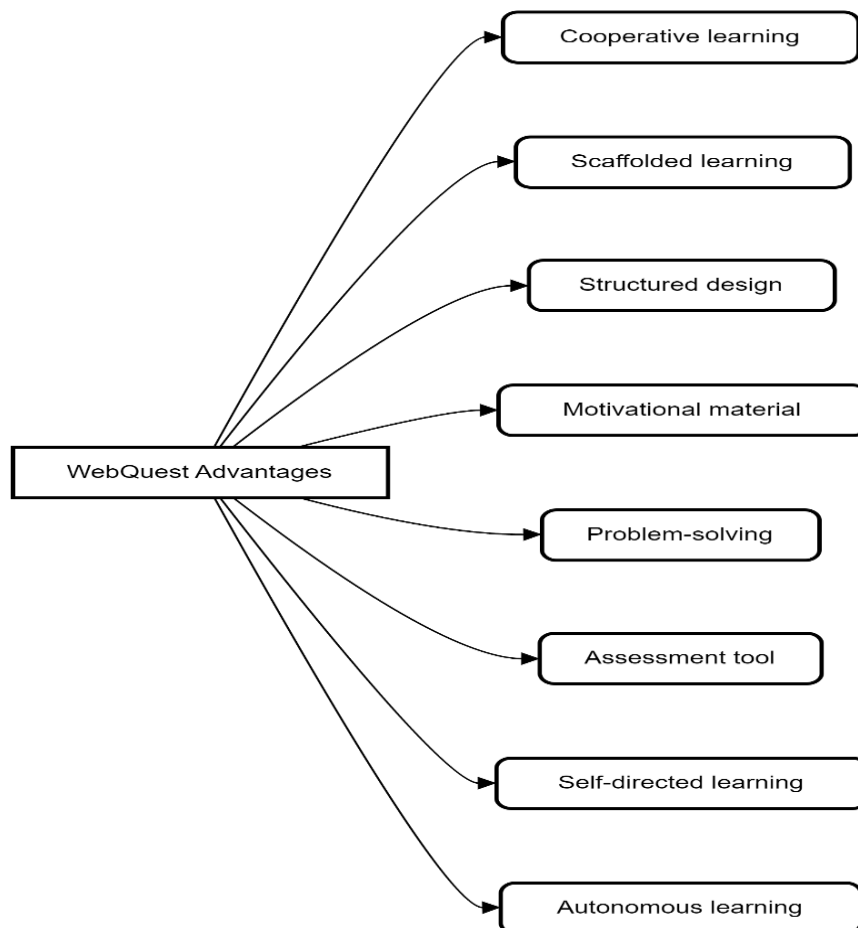 Cooperative learning
Scaffolded learning
Structured design
Motivational material
WebQuest Advantages
Problem-solving
Assessment tool
Self-directed learning
Autonomous learning